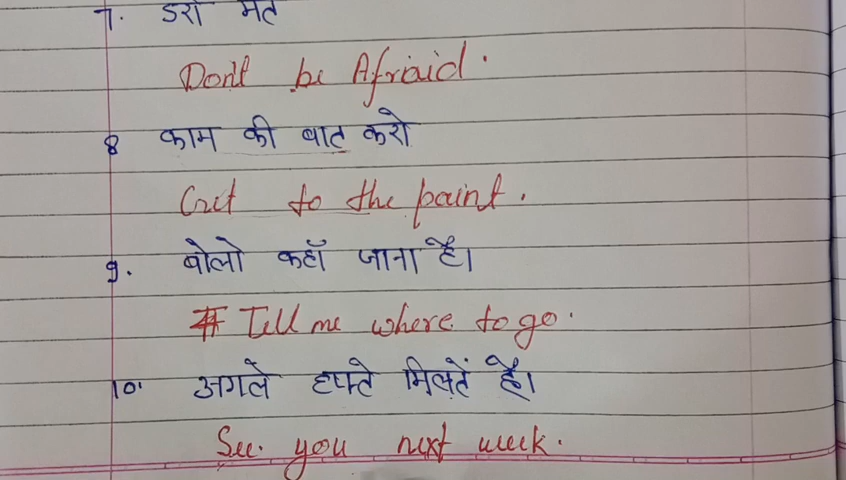 7. डरो मत
Don't be Afraid.
8 काम की बात करो
Cut to the point.
9. बोलो कहाँ जाना है।
# Tell me where to go.
10. अगले हफ्ते मिलतें है।
See you next week.